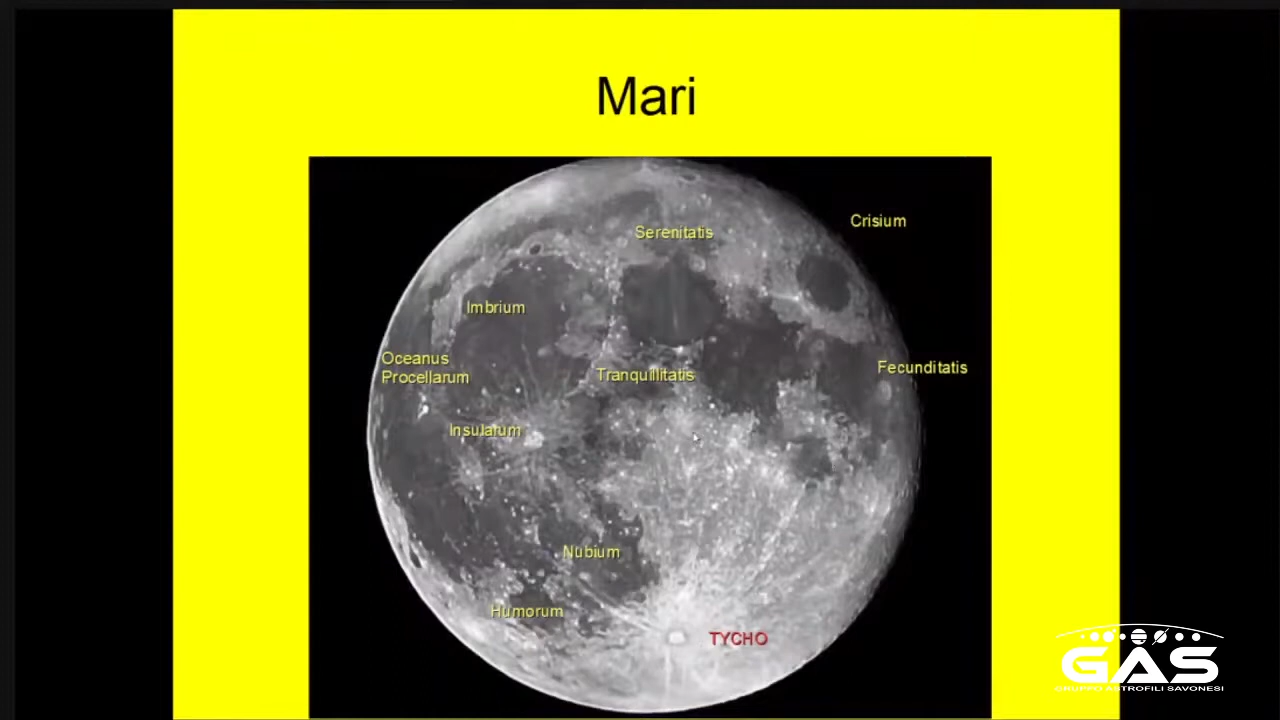 Mari
Crisium
Serenitatis
Imbrium
Oceanus
Procellarum
Fecunditatis
Tranquillitatis
Insularum
Nubium
Humorum
TYCHO
GAS
GRUPPO ASTROFILI SAVONESI